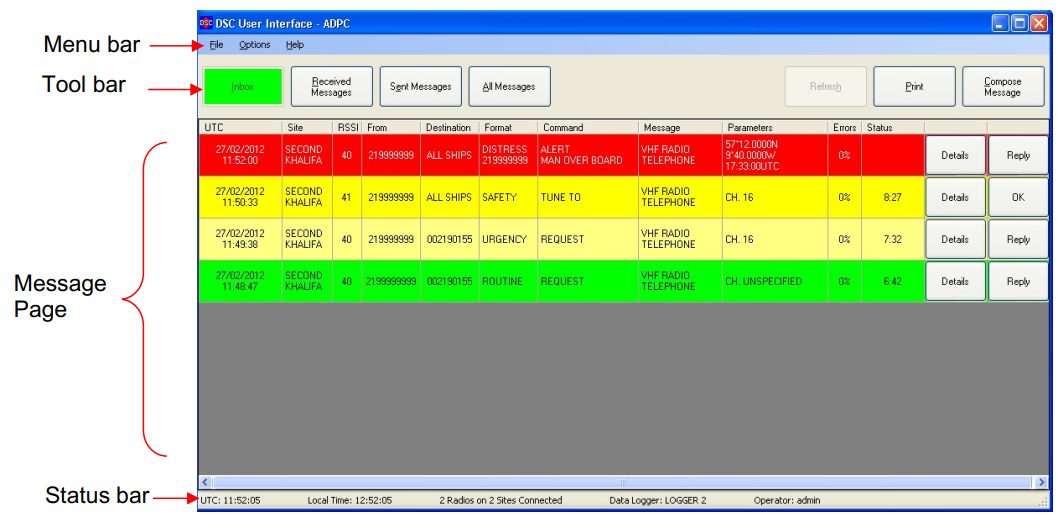 DSC DSC User Interface - ADPC
Menu bar
File Options Help
Tool bar
Inbox Received Messages Sent Messages All Messages Refresh Print Compose Message
UTC Site RSSI From Destination Format Command Message Parameters Errors Status
27/02/2012 11:52:00 SECOND KHALIFA 40 219999999 ALL SHIPS DISTRESS 219999999 ALERT MAN OVER BOARD VHF RADIO TELEPHONE 57°12.0000N 9°40.0000W 17:33:00UTC 0% Details Reply
27/02/2012 11:50:33 SECOND KHALIFA 41 219999999 ALL SHIPS SAFETY TUNE TO VHF RADIO TELEPHONE CH. 16 0% 8:27 Details OK
27/02/2012 11:49:38 SECOND KHALIFA 40 219999999 002190155 URGENCY REQUEST VHF RADIO TELEPHONE CH. 16 0% 7:32 Details Reply
27/02/2012 11:48:47 SECOND KHALIFA 40 2199999999 002190155 ROUTINE REQUEST VHF RADIO TELEPHONE CH. UNSPECIFIED 0% 6:42 Details Reply
Message
Page
Status bar
UTC: 11:52:05 Local Time: 12:52:05 2 Radios on 2 Sites Connected Data Logger: LOGGER 2 Operator: admin